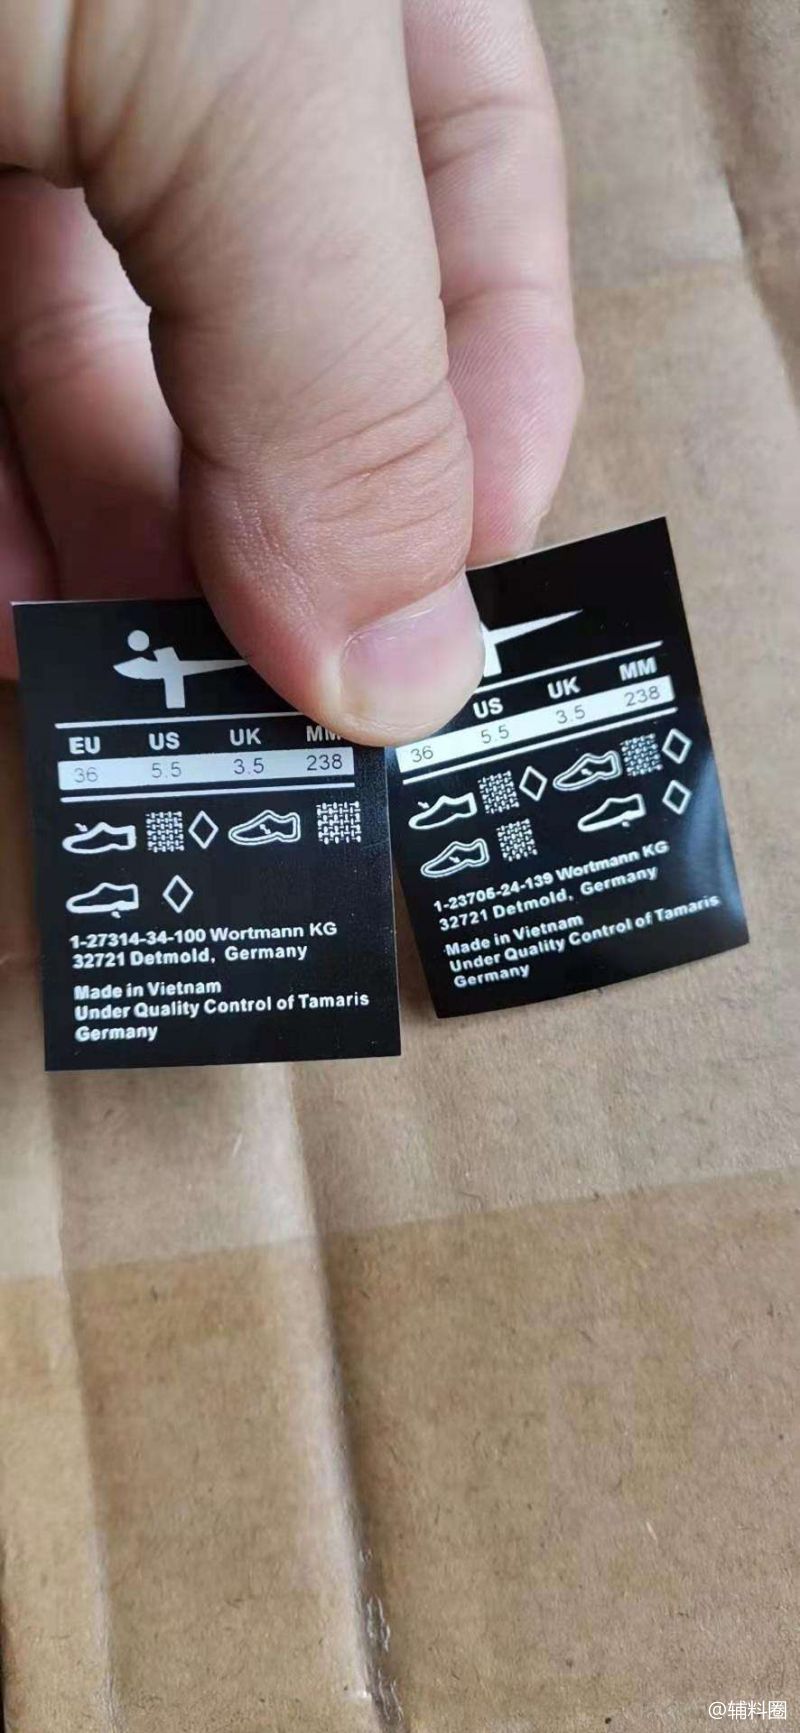 EU US UK MM
36 5.5 3.5 238
1-27314-34-100 Wortmann KG
32721 Detmold, Germany
Made in Vietnam
Under Quality Control of Tamaris
Germany
US UK MM
36 5.5 3.5 238
1-23706-24-139 Wortmann KG
32721 Detmold, Germany
Made in Vietnam
Under Quality Control of Tamaris
Germany
@辅料圈